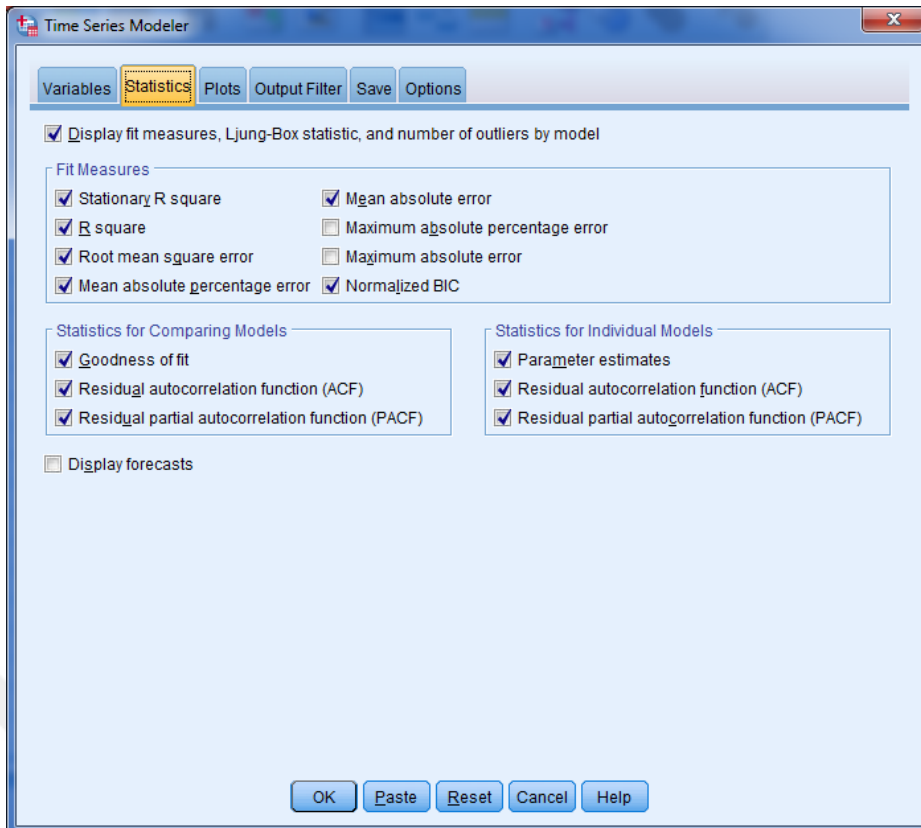 Time Series Modeler
Variables Statistics Plots Output Filter Save Options
Display fit measures, Ljung-Box statistic, and number of outliers by model
Fit Measures
Stationary R square
R square
Root mean square error
Mean absolute percentage error
Mean absolute error
Maximum absolute percentage error
Maximum absolute error
Normalized BIC
Statistics for Comparing Models
Goodness of fit
Residual autocorrelation function (ACF)
Residual partial autocorrelation function (PACF)
Statistics for Individual Models
Parameter estimates
Residual autocorrelation function (ACF)
Residual partial autocorrelation function (PACF)
Display forecasts
OK Paste Reset Cancel Help